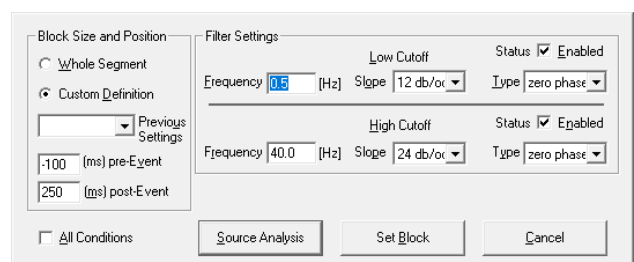 Block Size and Position
Whole Segment
Custom Definition
Previous
Settings
-100 (ms) pre-Event
250 (ms) post-Event
Filter Settings
Low Cutoff
Status Enabled
Frequency 0.5 [Hz] Slope 12 db/oc Type zero phase
High Cutoff
Status Enabled
Frequency 40.0 [Hz] Slope 24 db/oc Type zero phase
All Conditions
Source Analysis
Set Block
Cancel